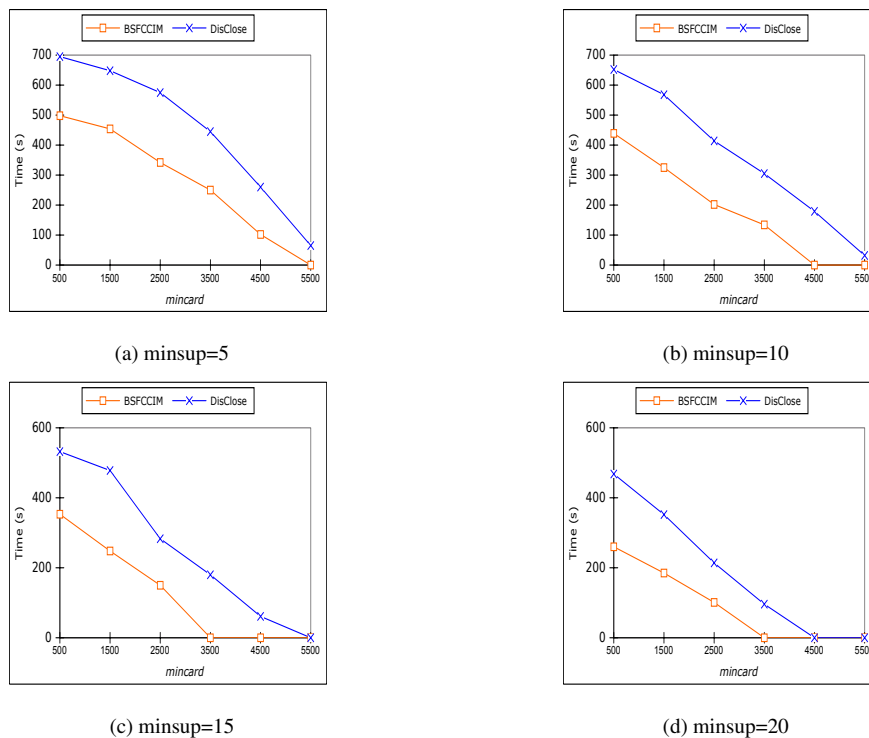 BSFCCIM DisClose
700
600
500
400
300
200
100
0
Time (s)
500 1500 2500 3500 4500 5500
mincard
(a) minsup=5
BSFCCIM DisClose
700
600
500
400
300
200
100
0
Time (s)
500 1500 2500 3500 4500 5500
mincard
(b) minsup=10
BSFCCIM DisClose
600
400
200
0
Time (s)
500 1500 2500 3500 4500 5500
mincard
(c) minsup=15
BSFCCIM DisClose
600
400
200
0
Time (s)
500 1500 2500 3500 4500 5500
mincard
(d) minsup=20